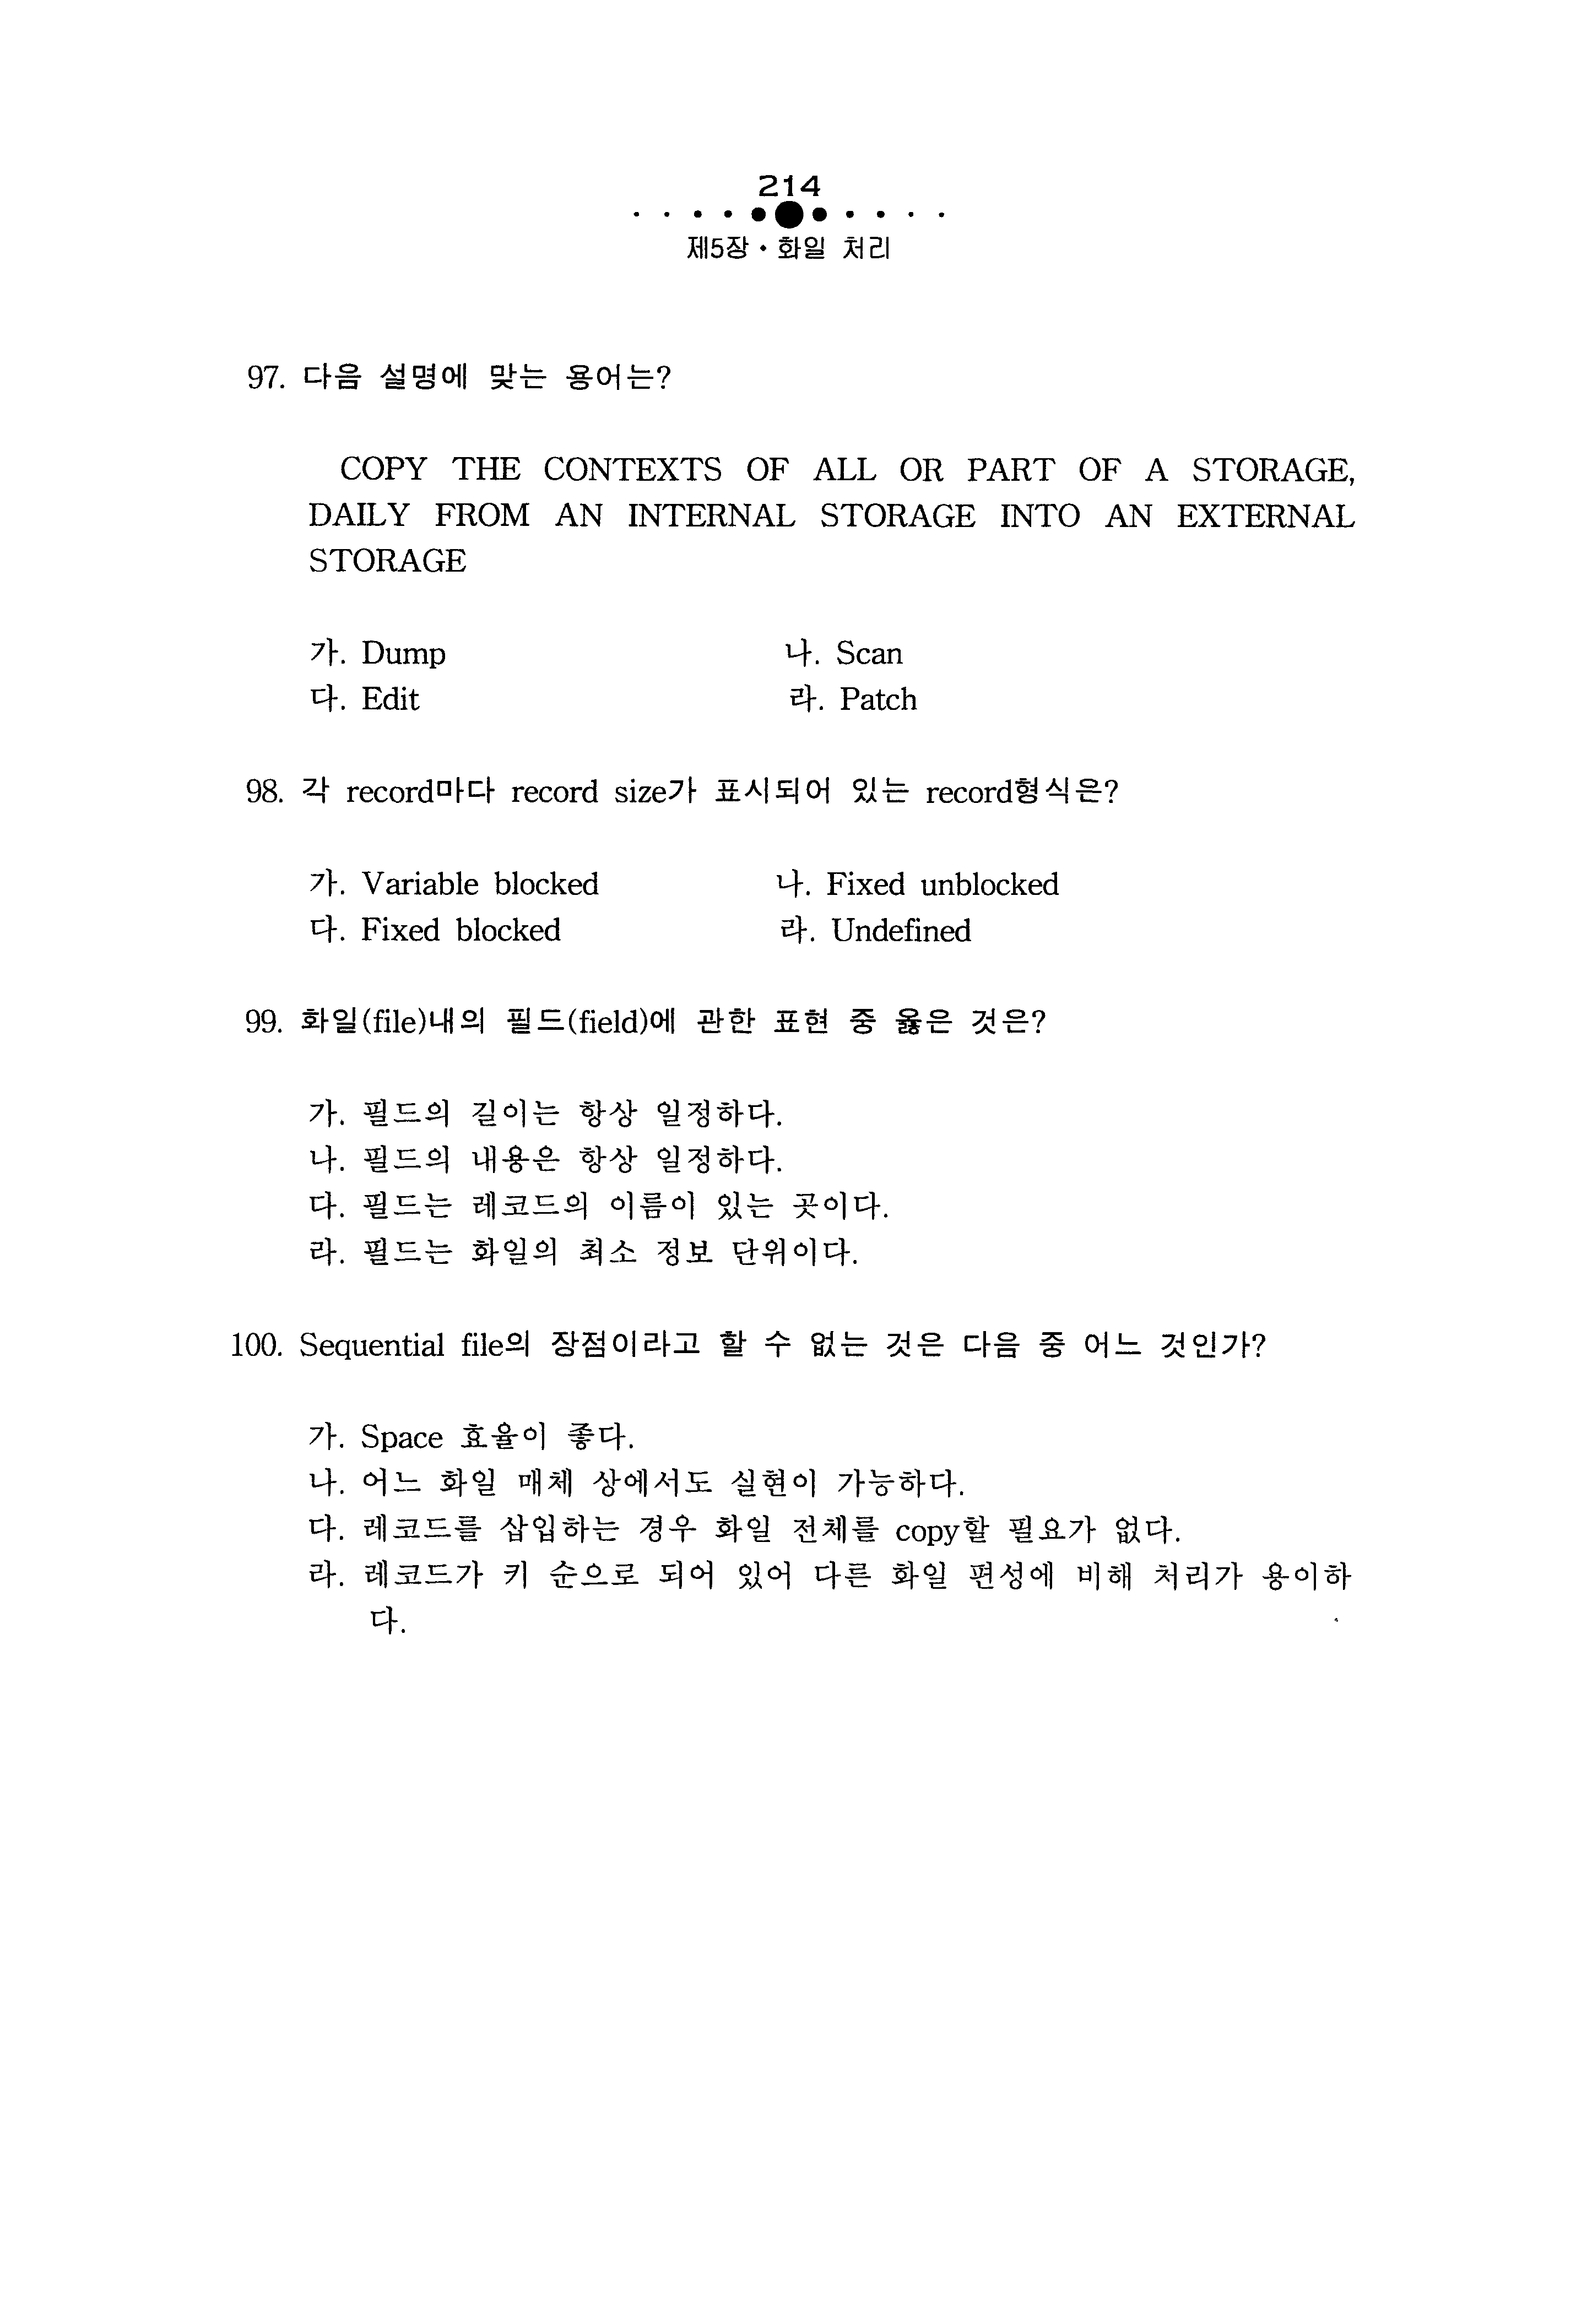 214
제5장 • 화일 처리
97. 다음 설명에 맞는 용어는?
COPY THE CONTEXTS OF ALL OR PART OF A STORAGE,
DAILY FROM AN INTERNAL STORAGE INTO AN EXTERNAL
STORAGE
가. Dump 나. Scan
다. Edit 라. Patch
98. 각 record마다 record size가 표시되어 있는 record형식은?
가. Variable blocked 나. Fixed unblocked
다. Fixed blocked 라. Undefined
99. 화일(file)내의 필드(field)에 관한 표현 중 옳은 것은?
가. 필드의 길이는 항상 일정하다.
나. 필드의 내용은 항상 일정하다.
다. 필드는 레코드의 이름이 있는 곳이다.
라. 필드는 화일의 최소 정보 단위이다.
100. Sequential file의 장점이라고 할 수 없는 것은 다음 중 어느 것인가?
가. Space 효율이 좋다.
나. 어느 화일 매체 상에서도 실현이 가능하다.
다. 레코드를 삽입하는 경우 화일 전체를 copy할 필요가 없다.
라. 레코드가 키 순으로 되어 있어 다른 화일 편성에 비해 처리가 용이하
다.